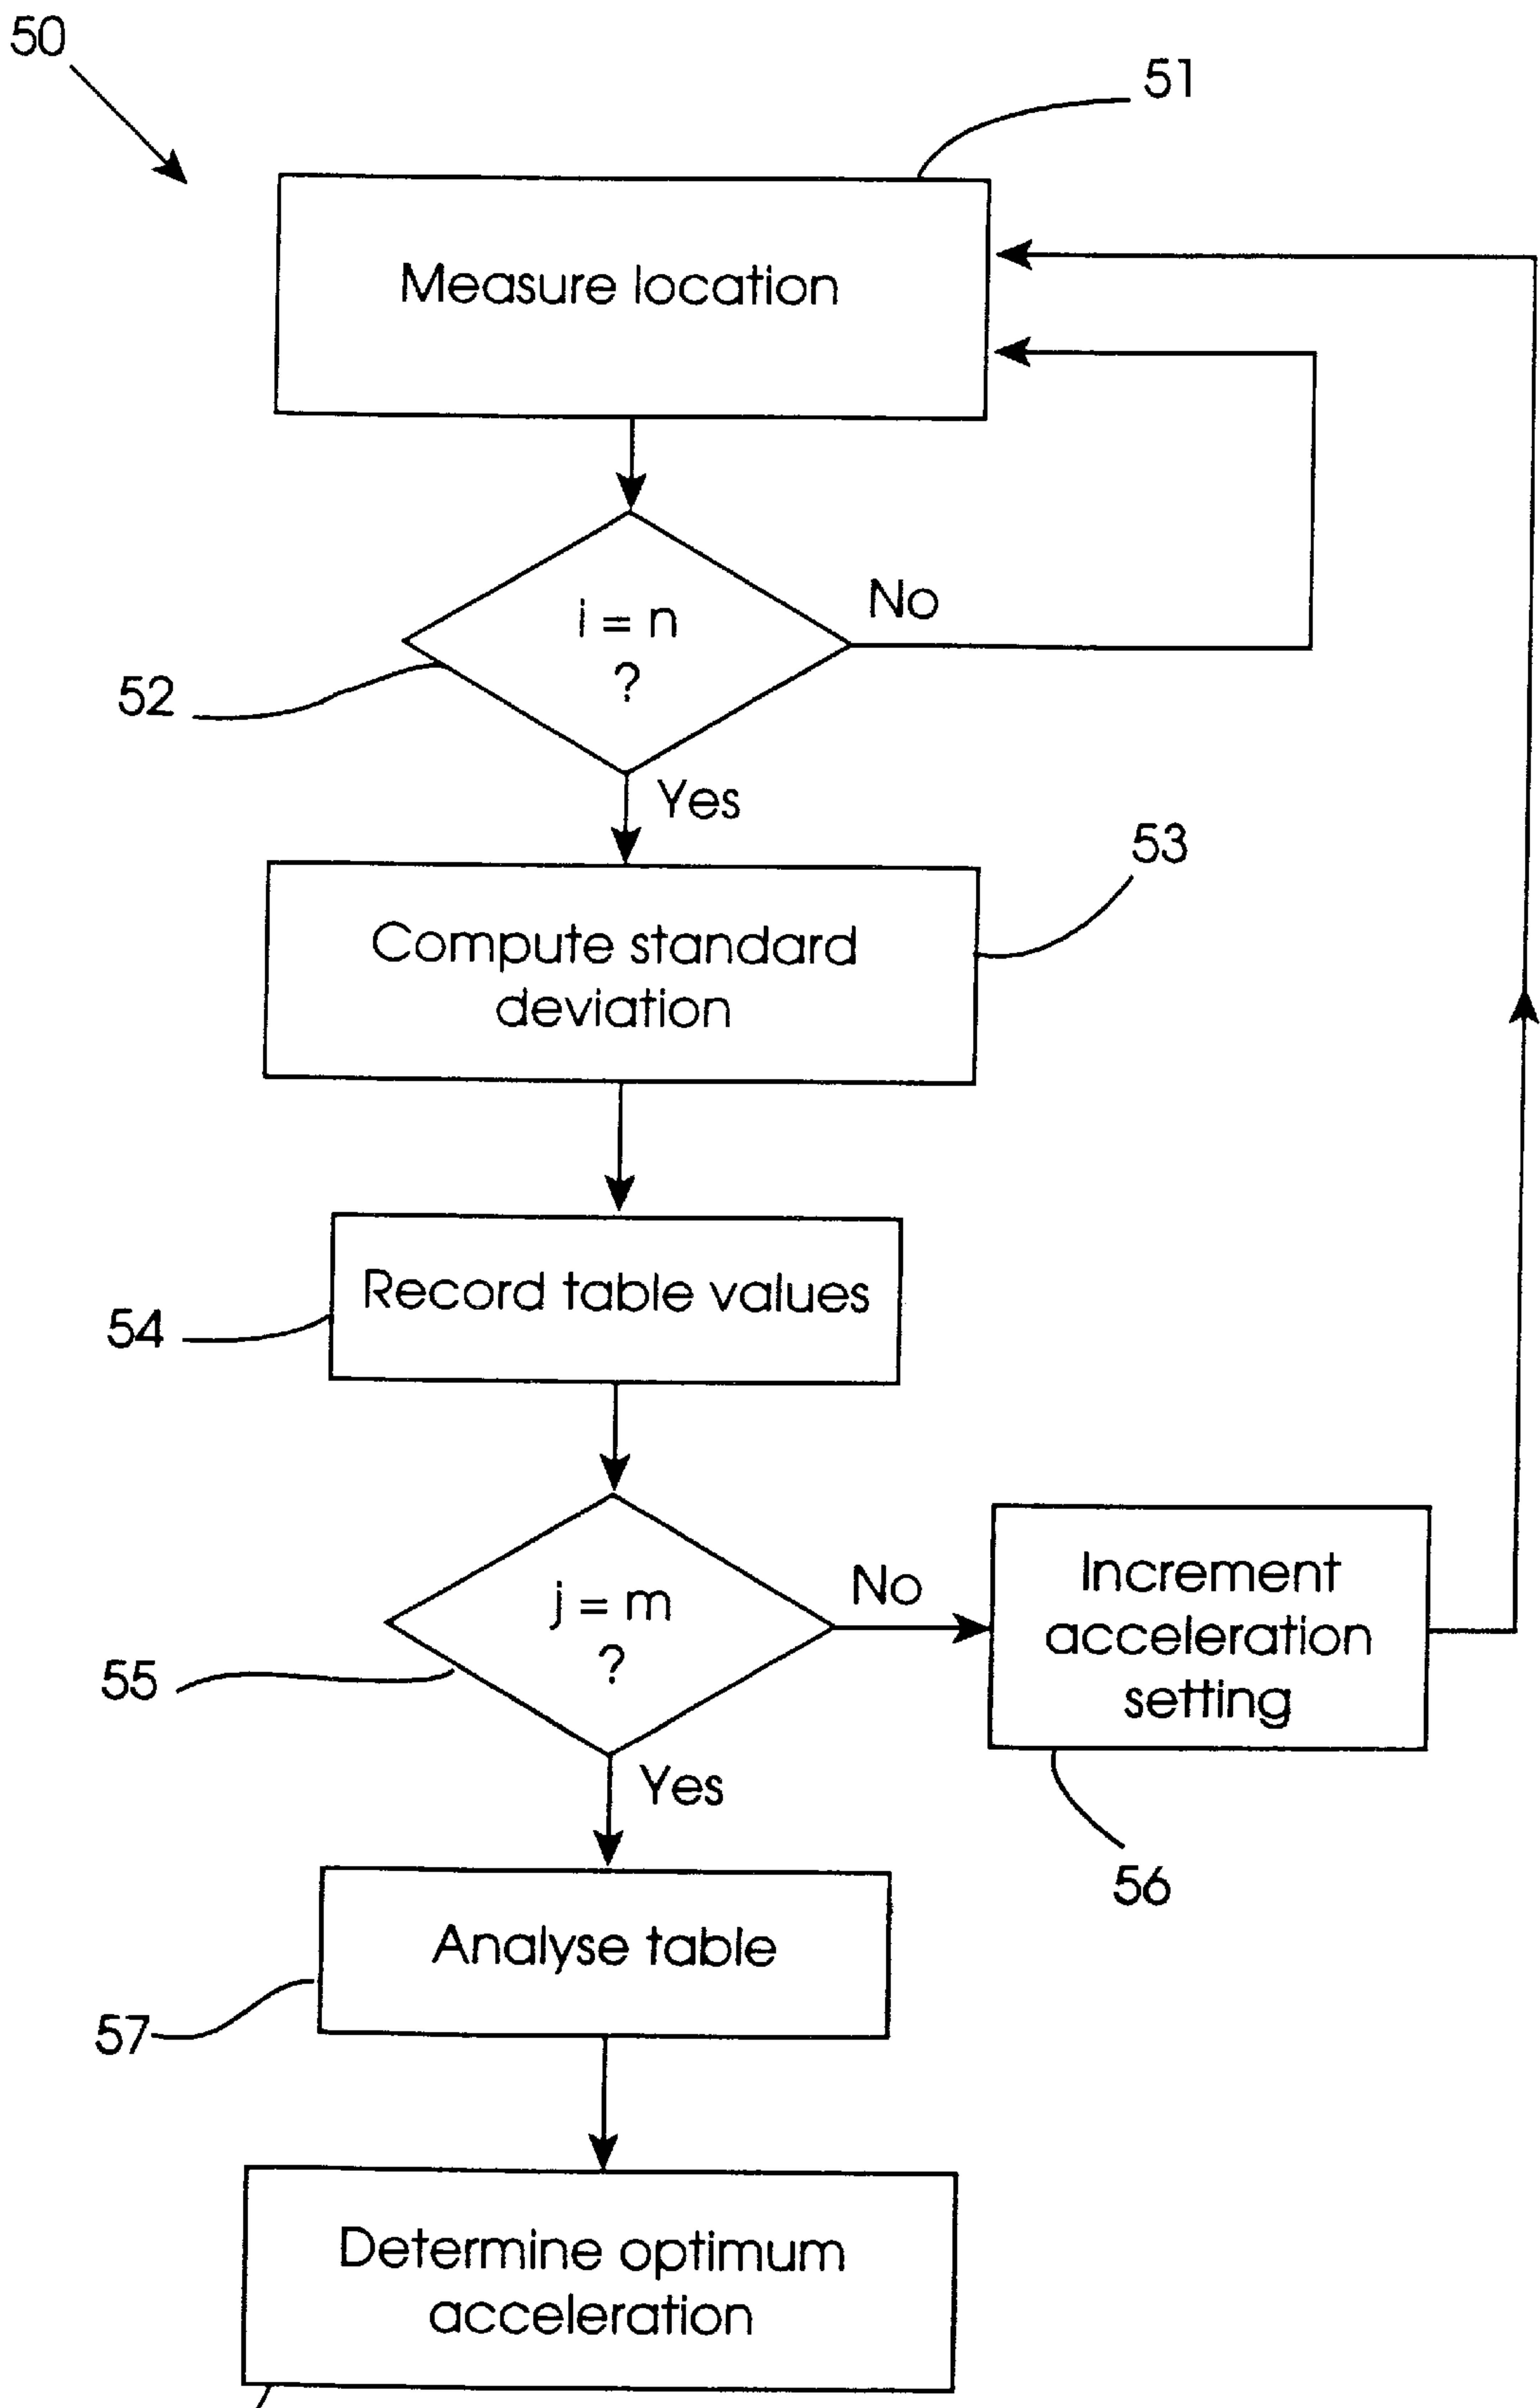 50
51
Measure location
i = n
?
No
52
Yes
53
Compute standard
deviation
Record table values
54
j = m
?
No
Increment
acceleration
setting
55
Yes
56
Analyse table
57
Determine optimum
acceleration